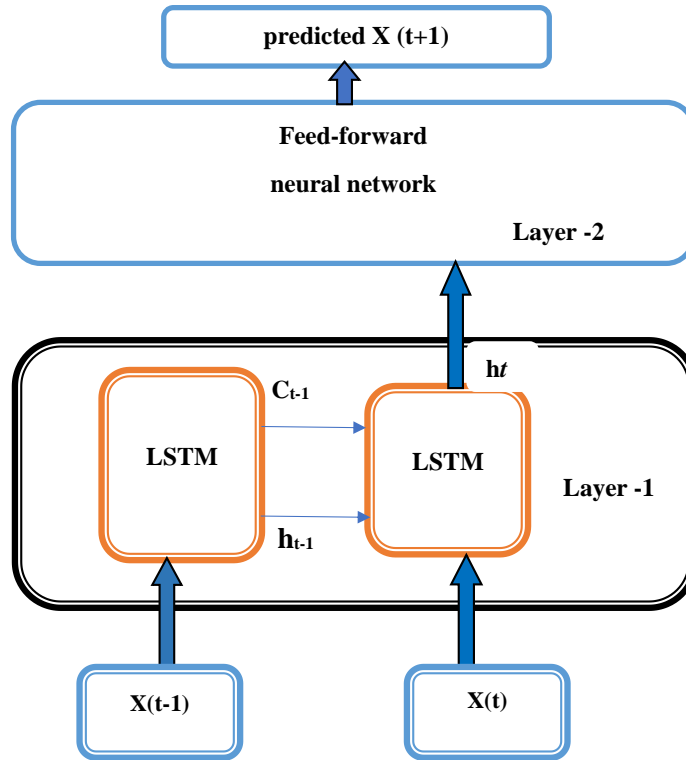 predicted X (t+1)
Feed-forward
neural network
Layer -2
ht
Ct-1
LSTM
LSTM
Layer -1
ht-1
X(t-1)
X(t)